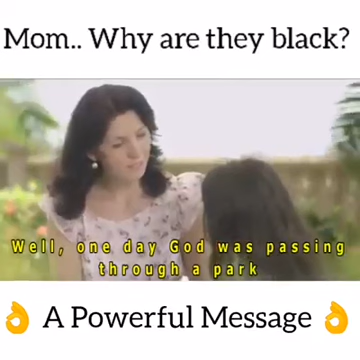 Mom.. Why are they black?
Well, one day God was passing
through a park
👌 A Powerful Message 👌